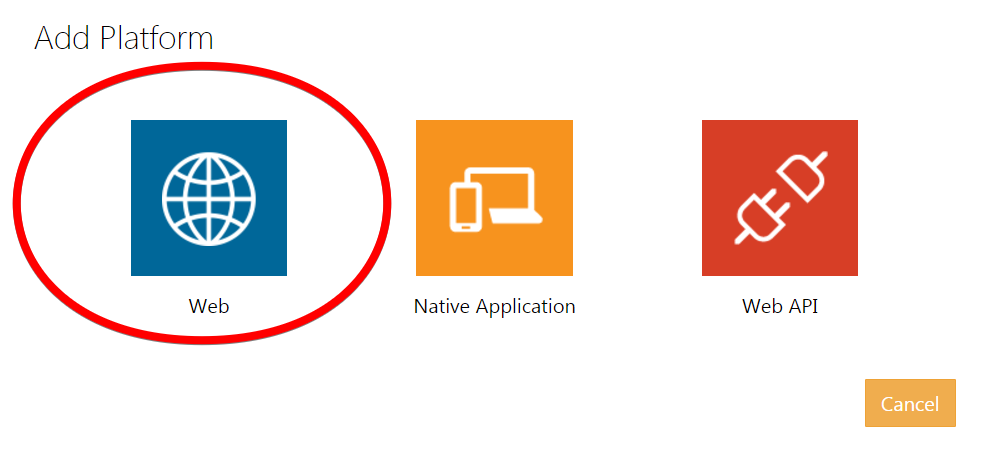 Add Platform
Web
Native Application
Web API
Cancel